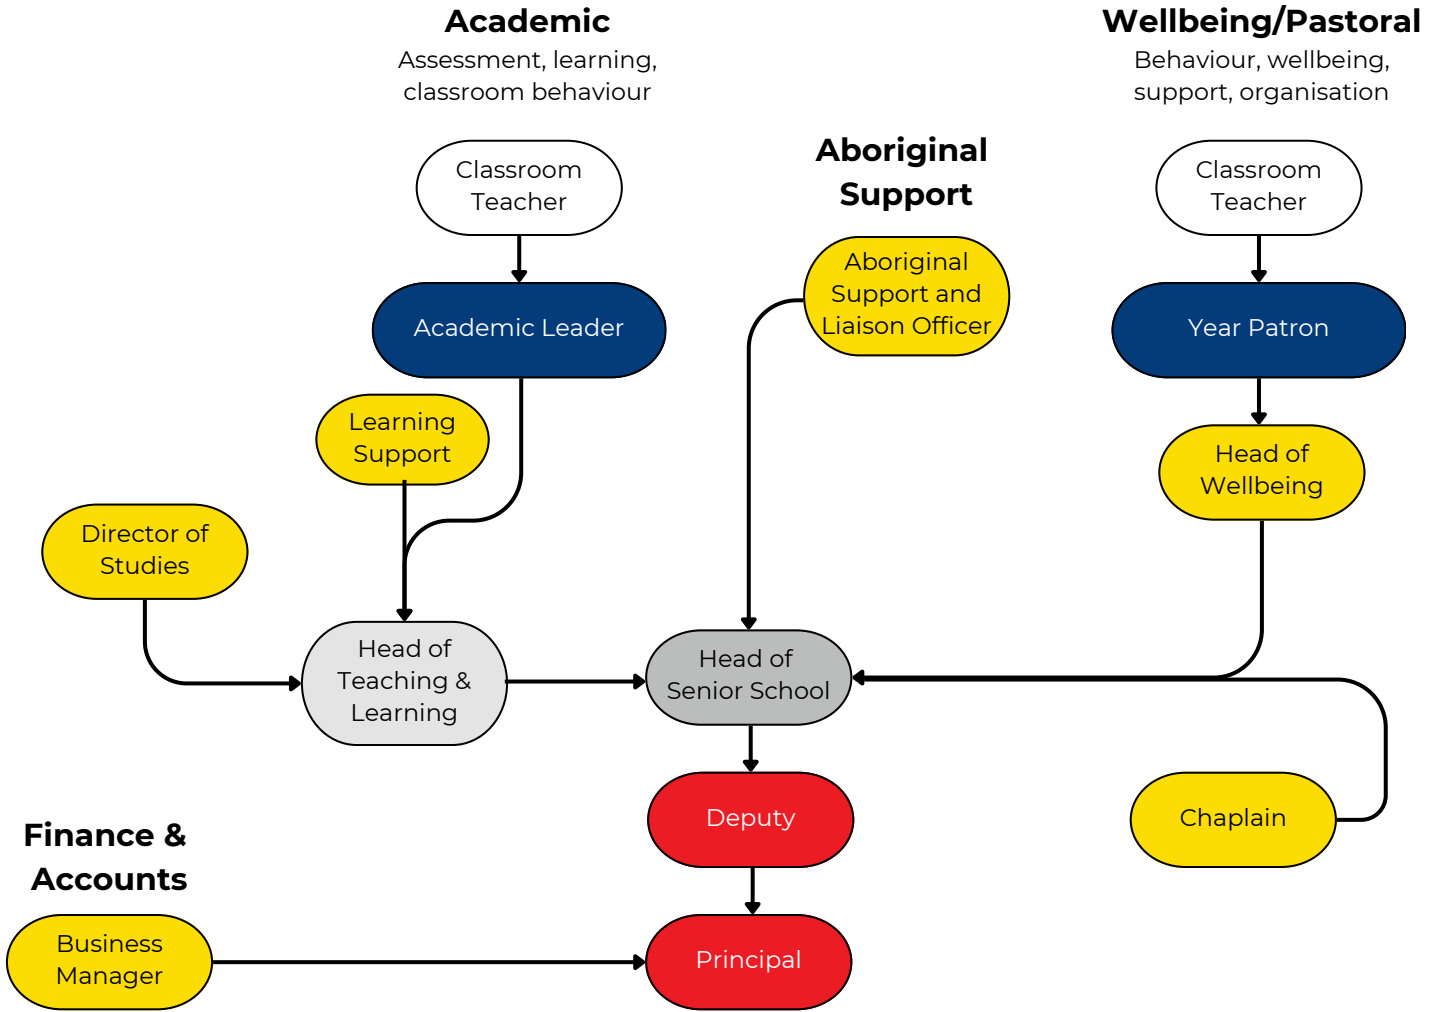 Academic
Assessment, learning,
classroom behaviour
Classroom
Teacher
Academic Leader
Learning
Support
Director of
Studies
Head of
Teaching &
Learning
Aboriginal
Support
Aboriginal
Support and
Liaison Officer
Wellbeing/Pastoral
Behaviour, wellbeing,
support, organisation
Classroom
Teacher
Year Patron
Head of
Wellbeing
Head of
Senior School
Chaplain
Deputy
Finance &
Accounts
Business
Manager
Principal